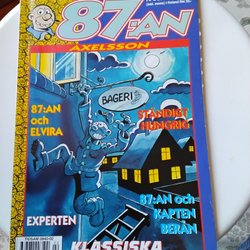 87:AN
AXELSSON
BAGERI
87:AN
och
ELVIRA
STÄNDIGT
HUNGRIG
87:AN och
KAPTEN
BERÅN
EXPERTEN
KLASSISKA